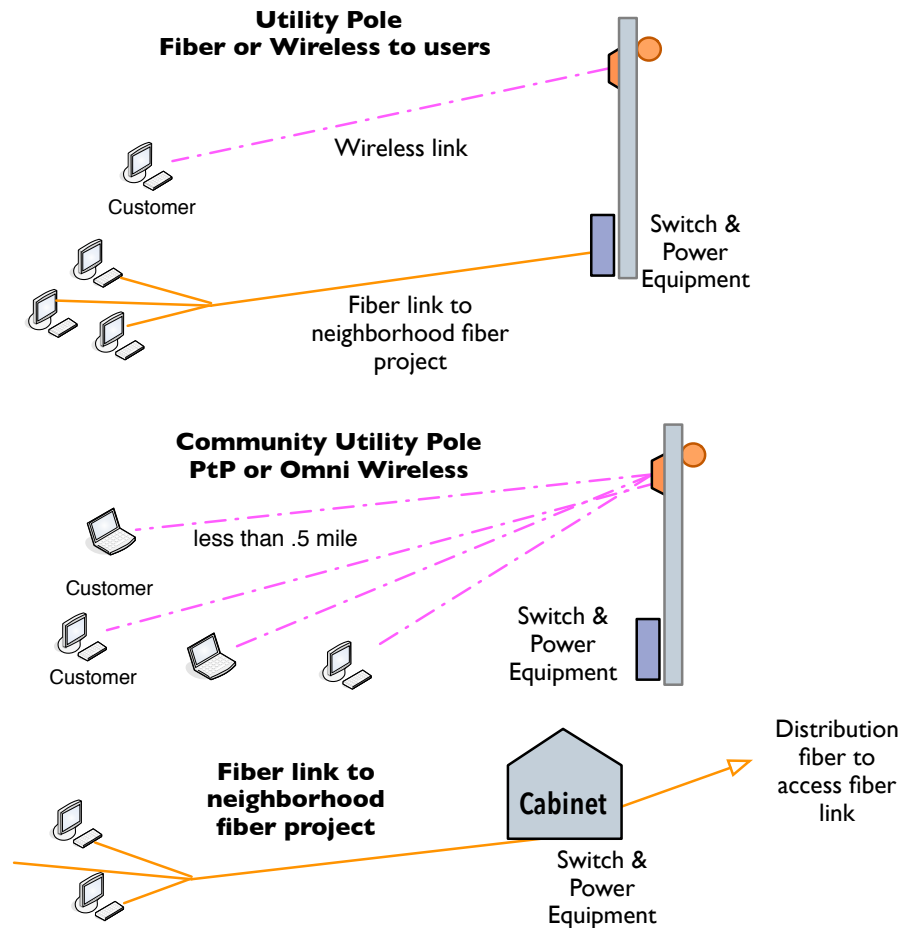 Utility Pole
Fiber or Wireless to users
Wireless link
Customer
Switch &
Power
Equipment
Fiber link to
neighborhood fiber
project
Community Utility Pole
PtP or Omni Wireless
less than .5 mile
Customer
Customer
Switch &
Power
Equipment
Fiber link to
neighborhood
fiber project
Cabinet
Distribution
fiber to
access fiber
link
Switch &
Power
Equipment